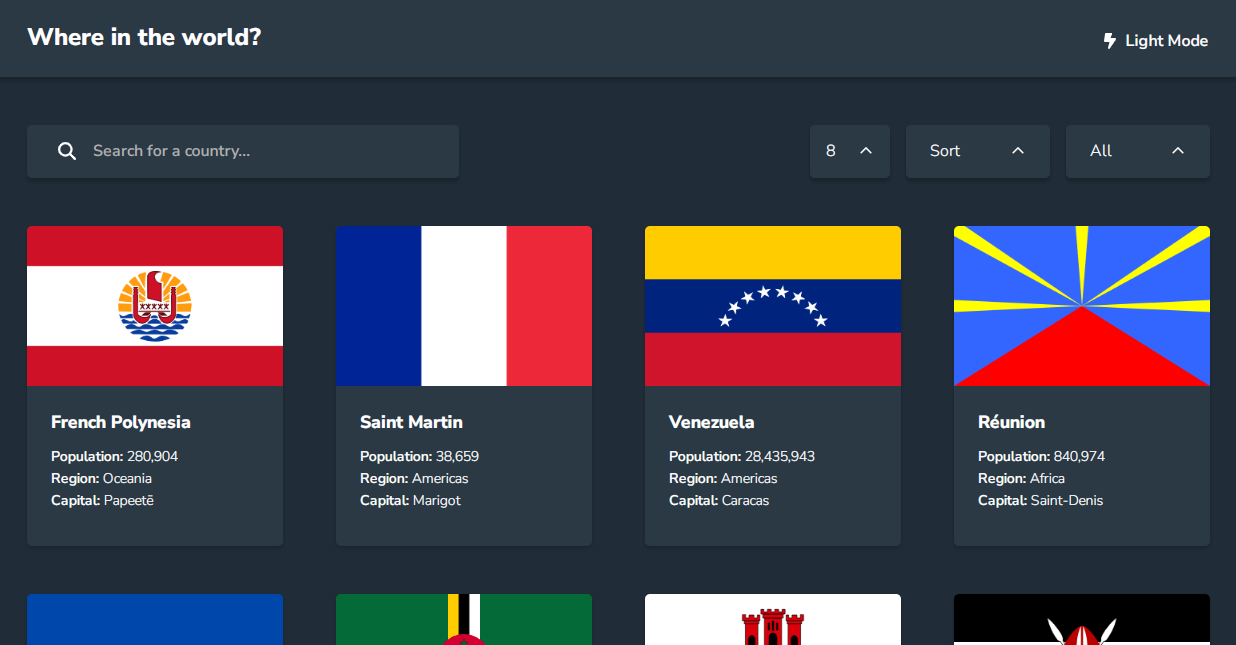 Where in the world?
Light Mode
Search for a country...
8
Sort
All
French Polynesia
Population: 280,904
Region: Oceania
Capital: Papeetē
Saint Martin
Population: 38,659
Region: Americas
Capital: Marigot
Venezuela
Population: 28,435,943
Region: Americas
Capital: Caracas
Réunion
Population: 840,974
Region: Africa
Capital: Saint-Denis